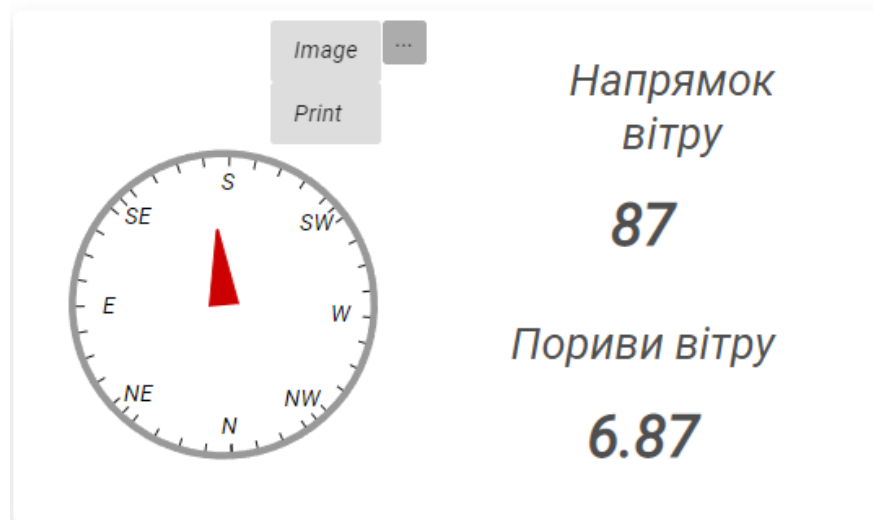 Image
...
Print
S
SE
SW
E
W
NE
NW
N
Напрямок
вітру
87
Пориви вітру
6.87